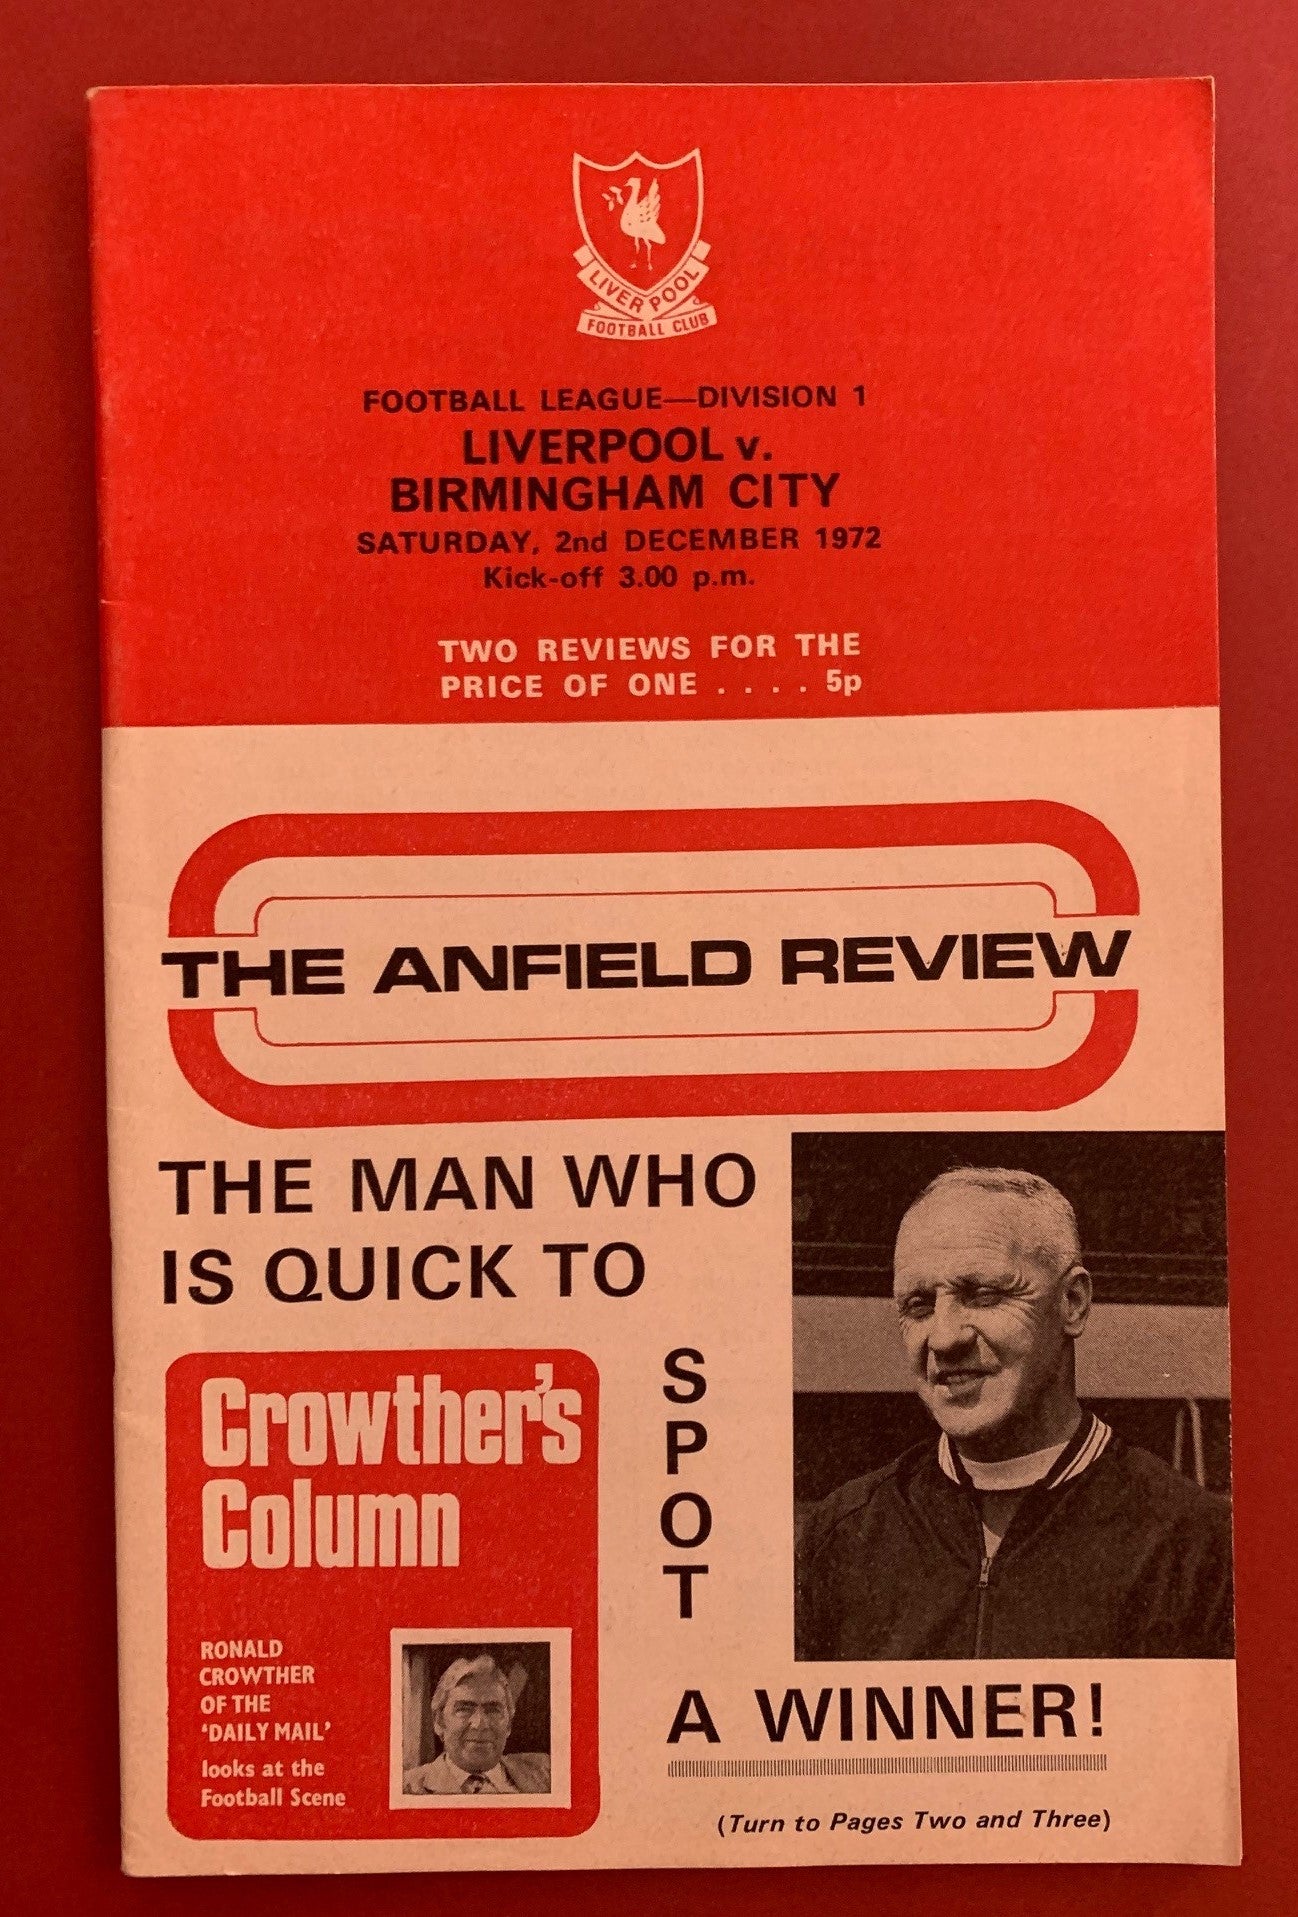 LIVERPOOL
FOOTBALL CLUB
FOOTBALL LEAGUE—DIVISION 1
LIVERPOOL v.
BIRMINGHAM CITY
SATURDAY, 2nd DECEMBER 1972
Kick-off 3.00 p.m.
TWO REVIEWS FOR THE
PRICE OF ONE . . . . 5p
THE ANFIELD REVIEW
THE MAN WHO
IS QUICK TO
SPOT
A WINNER!
(Turn to Pages Two and Three)
Crowther's
Column
RONALD
CROWTHER
OF THE
'DAILY MAIL'
looks at the
Football Scene